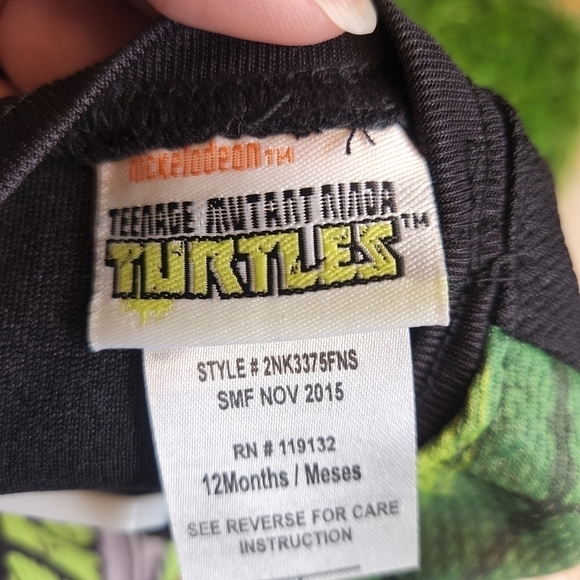 nickelodeon™
TEENAGE MUTANT NINJA
TURTLES™
STYLE # 2NK3375FNS
SMF NOV 2015
RN # 119132
12Months / Meses
SEE REVERSE FOR CARE
INSTRUCTION